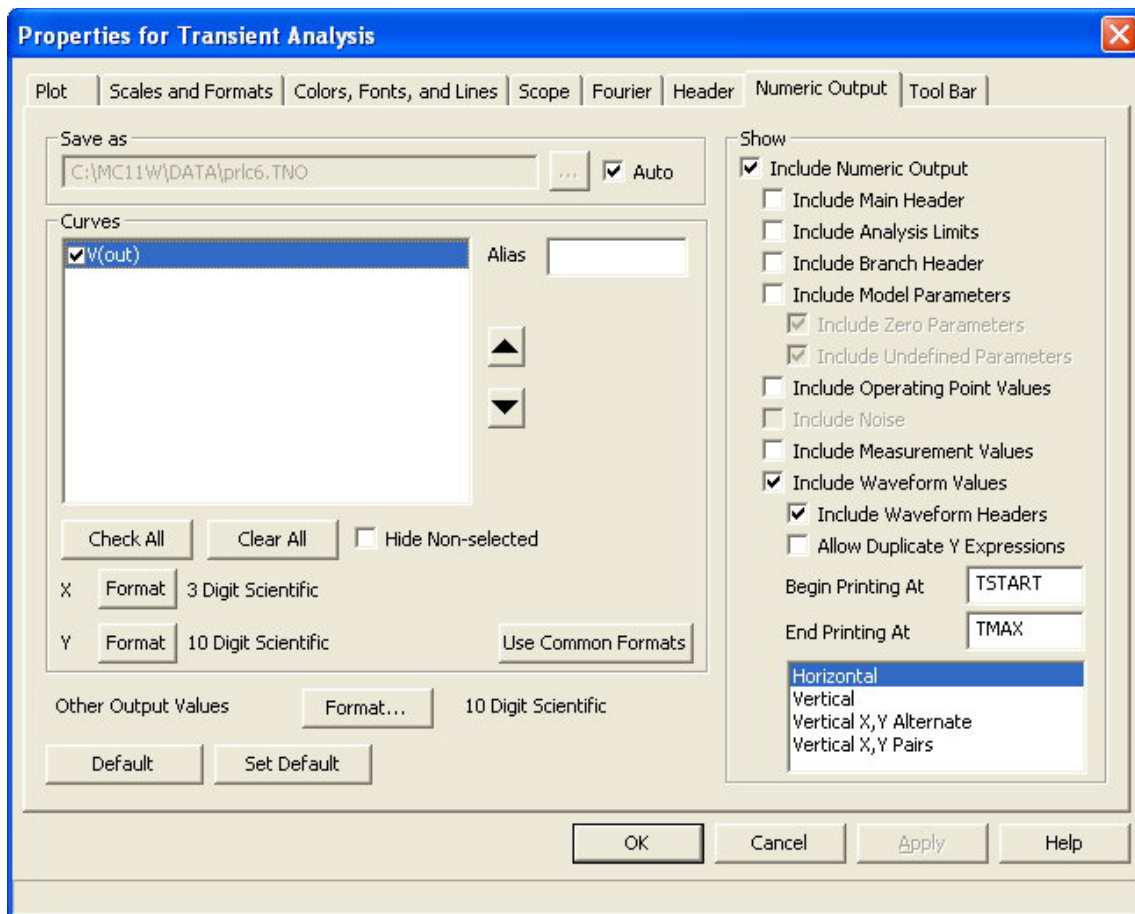 Properties for Transient Analysis
Plot
Scales and Formats
Colors, Fonts, and Lines
Scope
Fourier
Header
Numeric Output
Tool Bar
Save as
C:\MC11W\DATA\prlc6.TNO
...
Auto
Curves
V(out)
Alias
Check All
Clear All
Hide Non-selected
X
Format
3 Digit Scientific
Y
Format
10 Digit Scientific
Use Common Formats
Other Output Values
Format...
10 Digit Scientific
Default
Set Default
Show
Include Numeric Output
Include Main Header
Include Analysis Limits
Include Branch Header
Include Model Parameters
Include Zero Parameters
Include Undefined Parameters
Include Operating Point Values
Include Noise
Include Measurement Values
Include Waveform Values
Include Waveform Headers
Allow Duplicate Y Expressions
Begin Printing At
TSTART
End Printing At
TMAX
Horizontal
Vertical
Vertical X,Y Alternate
Vertical X,Y Pairs
OK
Cancel
Apply
Help